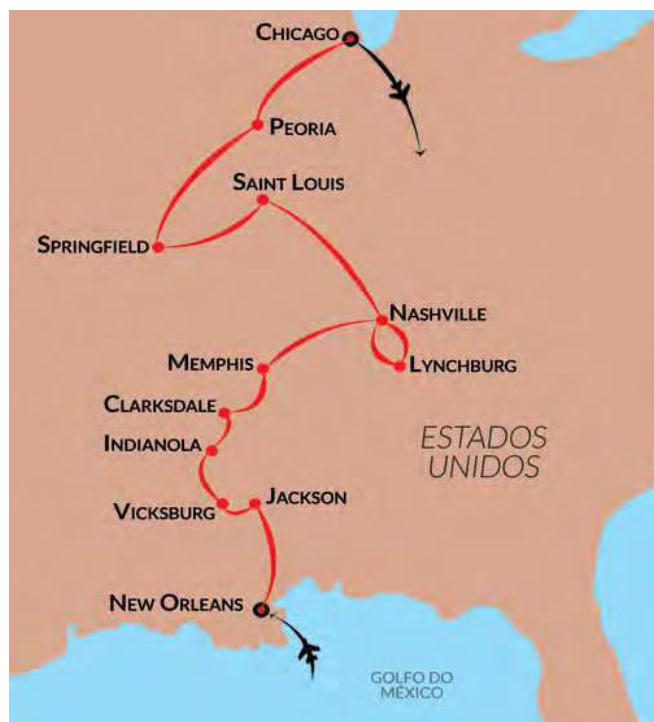 CHICAGO
PEORIA
SAINT LOUIS
SPRINGFIELD
NASHVILLE
MEMPHIS
LYNCHBURG
CLARKSDALE
INDIANOLA
ESTADOS
UNIDOS
VICKSBURG
JACKSON
NEW ORLEANS
GOLFO DO
MÉXICO